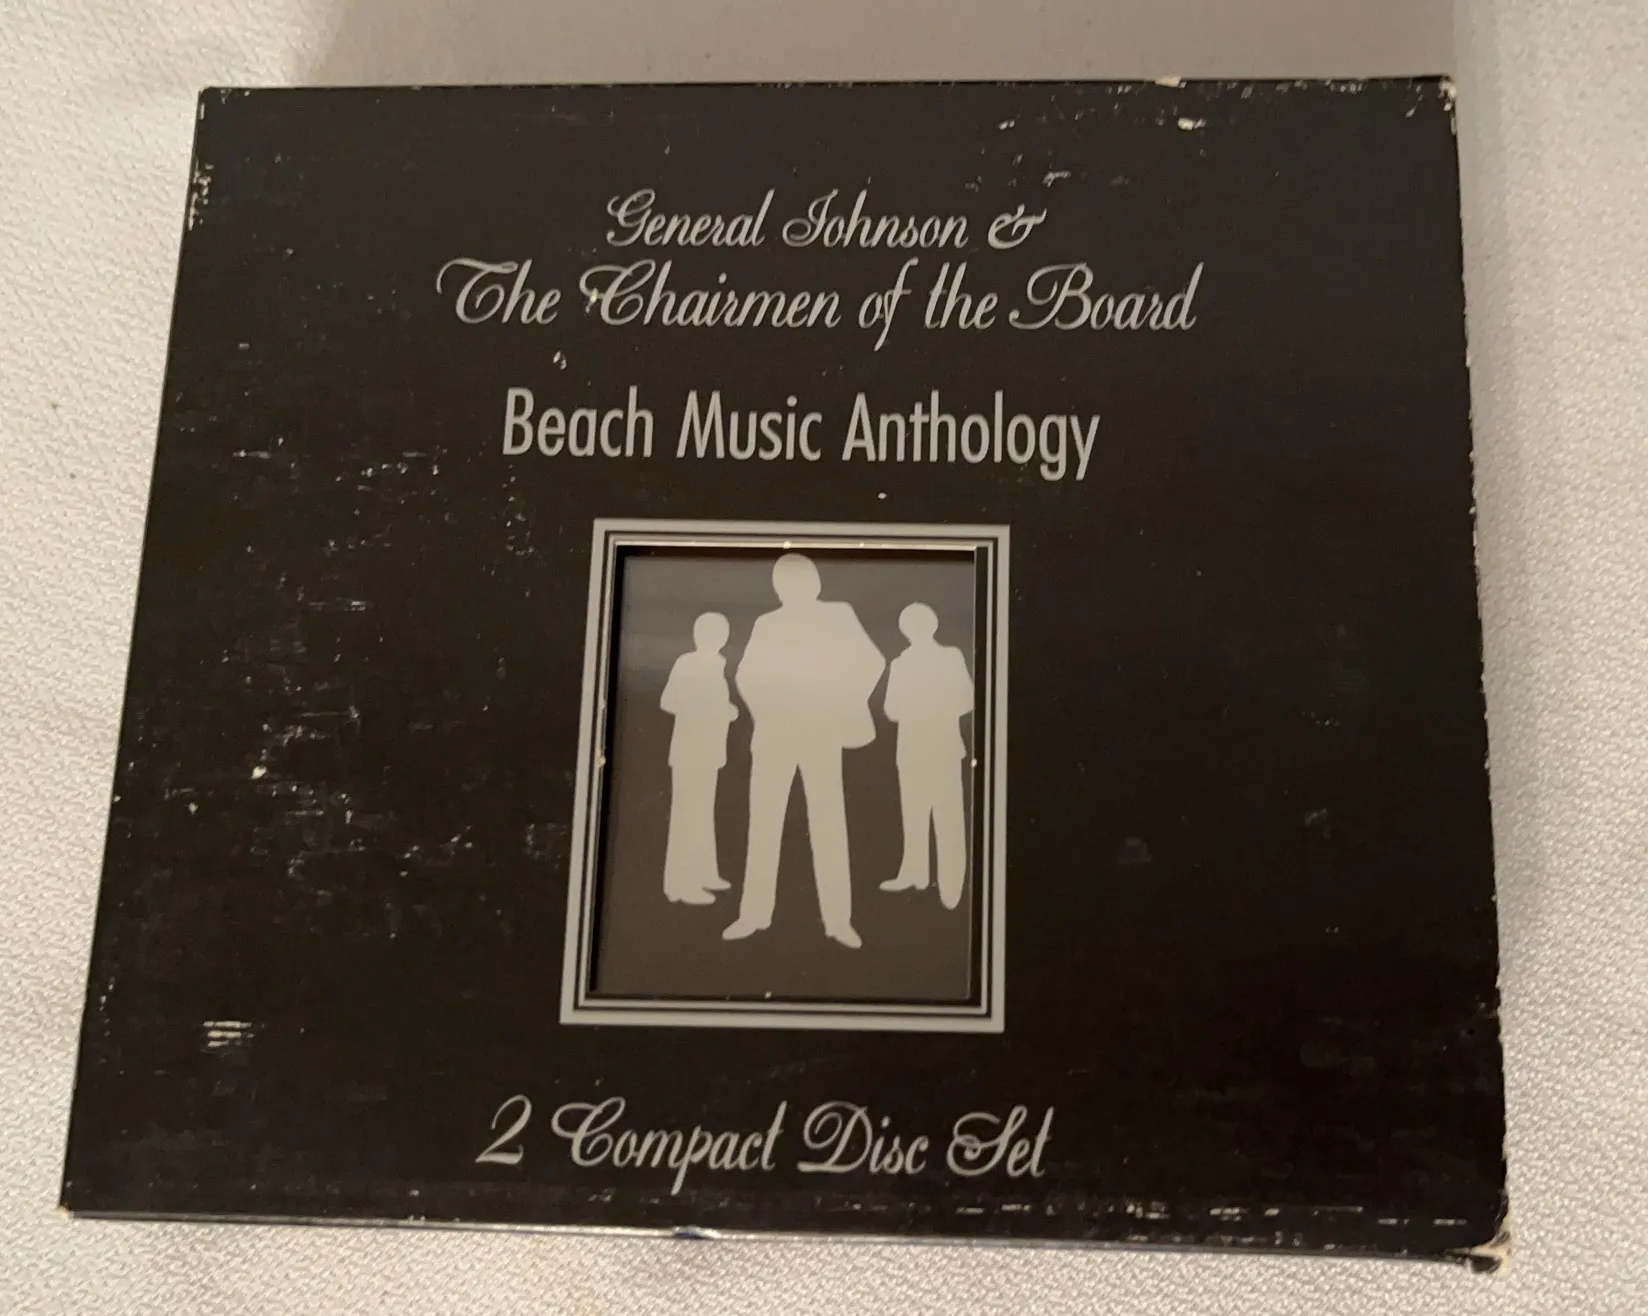 General Johnson &
The Chairmen of the Board
Beach Music Anthology
2 Compact Disc Set